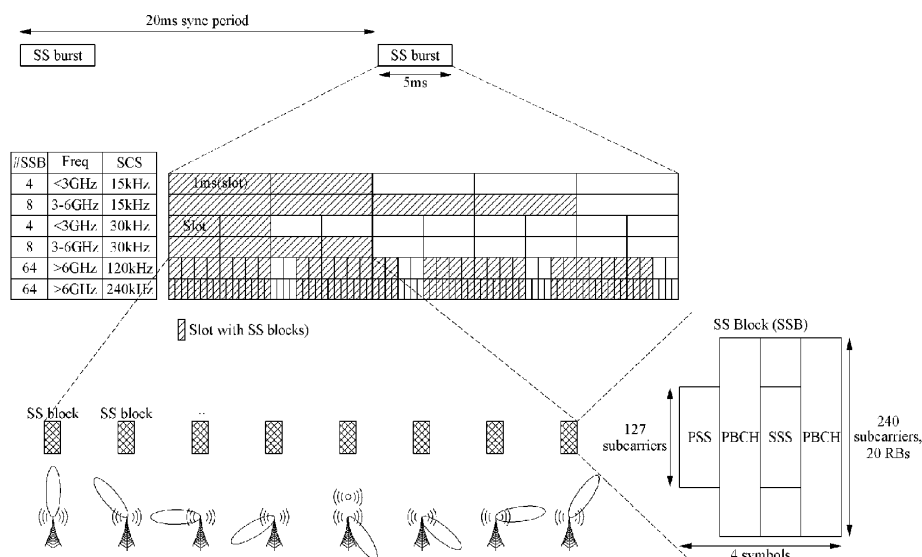 20ms sync period
SS burst
SS burst
5ms
#SSB Freq SCS
4 <3GHz 15kHz
8 3-6GHz 15kHz
4 <3GHz 30kHz
8 3-6GHz 30kHz
64 >6GHz 120kHz
64 >6GHz 240kHz
1ms(slot)
Slot
Slot with SS blocks)
SS Block (SSB)
SS block
SS block
..
127
subcarriers
PSS
PBCH
SSS
PBCH
240
subcarriers,
20 RBs
4 symbols